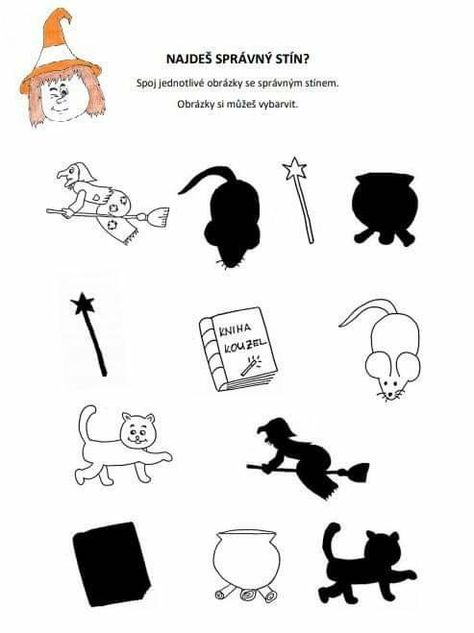 NAJDEŠ SPRÁVNÝ STÍN?
Spoj jednotlivé obrázky se správným stínem.
Obrázky si můžeš vybarvit.
KNIHA
KOUZEL